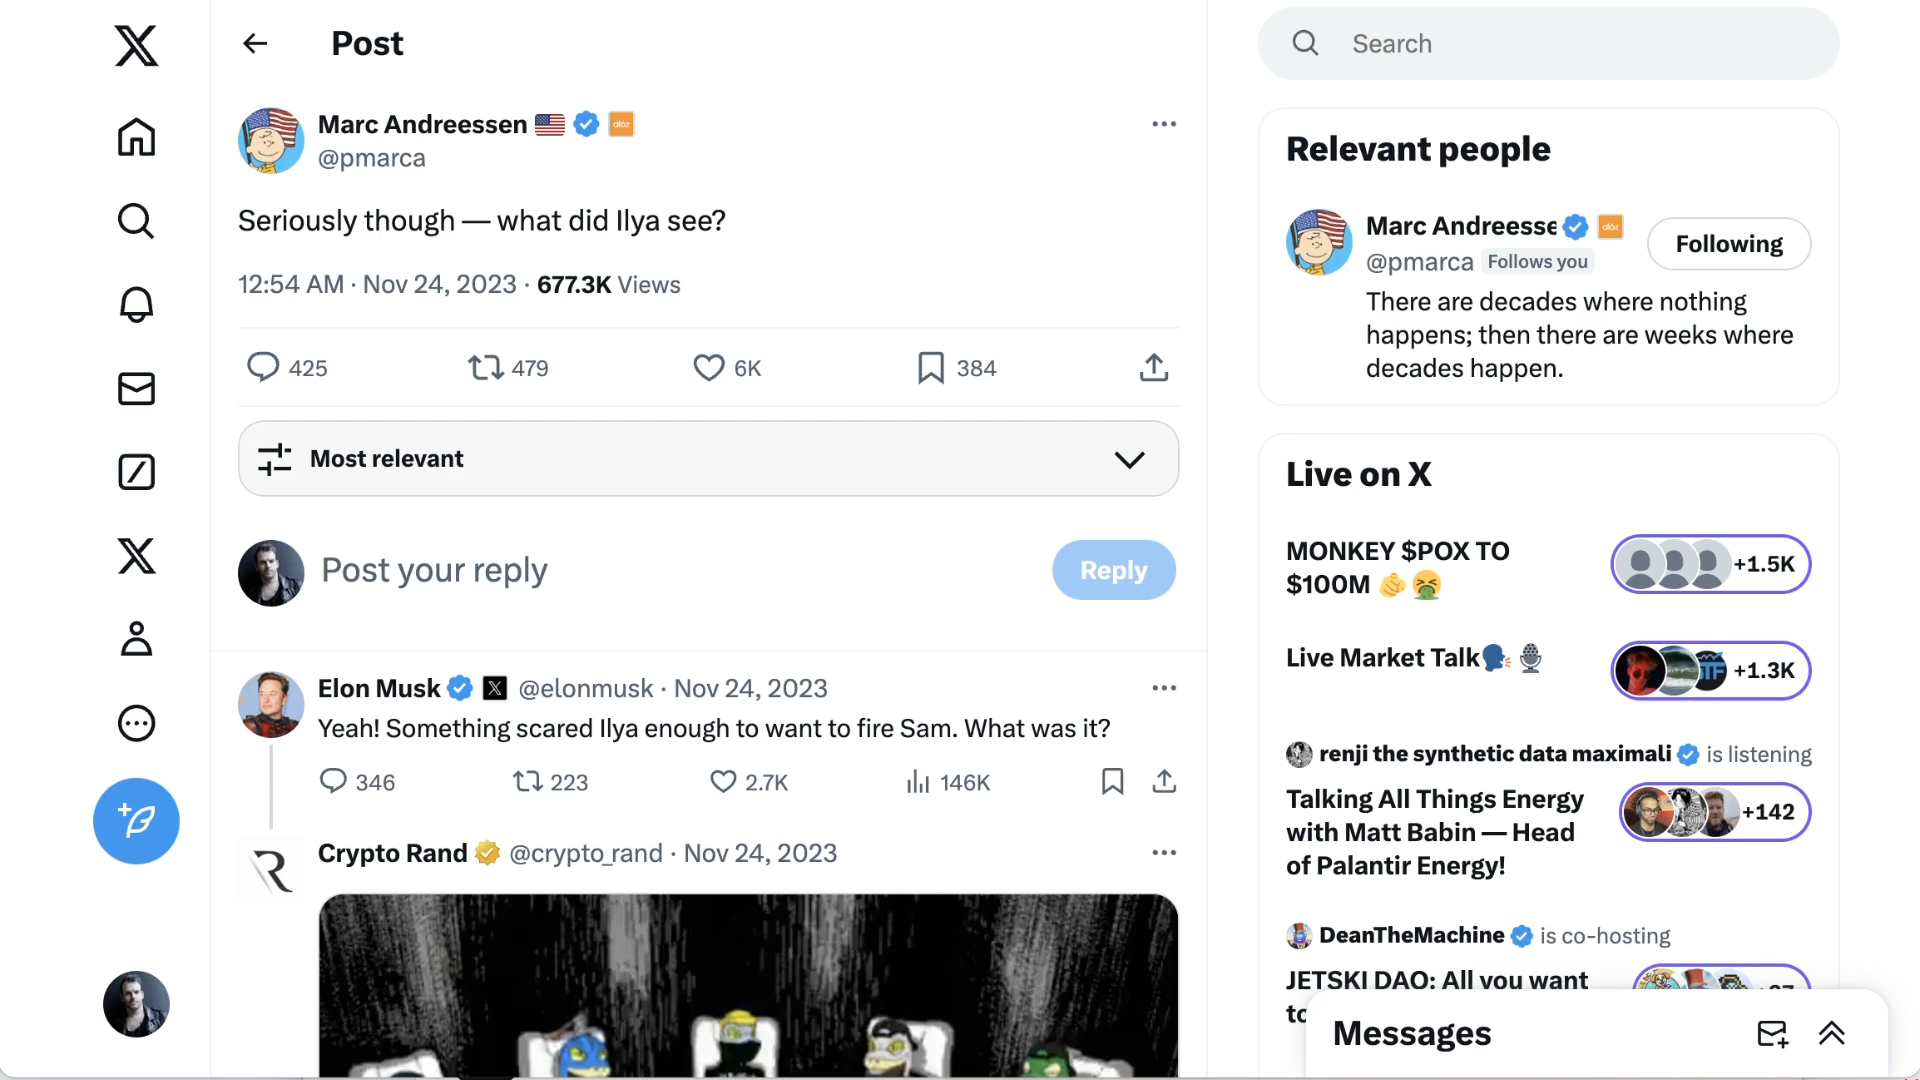 Post
Marc Andreessen
@pmarca
Seriously though — what did Ilya see?
12:54 AM · Nov 24, 2023 · 677.3K Views
425 479 6K 384
Most relevant
Post your reply
Reply
Elon Musk @elonmusk · Nov 24, 2023
Yeah! Something scared Ilya enough to want to fire Sam. What was it?
346 223 2.7K 146K
Crypto Rand @crypto_rand · Nov 24, 2023
Search
Relevant people
Marc Andreesse
@pmarca Follows you
Following
There are decades where nothing
happens; then there are weeks where
decades happen.
Live on X
MONKEY $POX TO
$100M 🫵🤮
+1.5K
Live Market Talk🗣️🎙️
+1.3K
renji the synthetic data maximali is listening
Talking All Things Energy
with Matt Babin — Head
of Palantir Energy!
+142
DeanTheMachine is co-hosting
JETSKI DAO: All you want
Messages